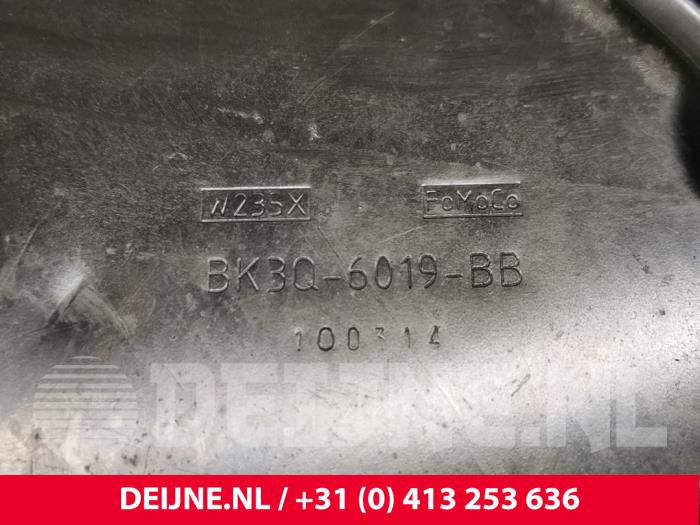 W235X FoMoCo
BK3Q-6019-BB
100314
DEIJNE.NL
DEIJNE.NL / +31 (0) 413 253 636